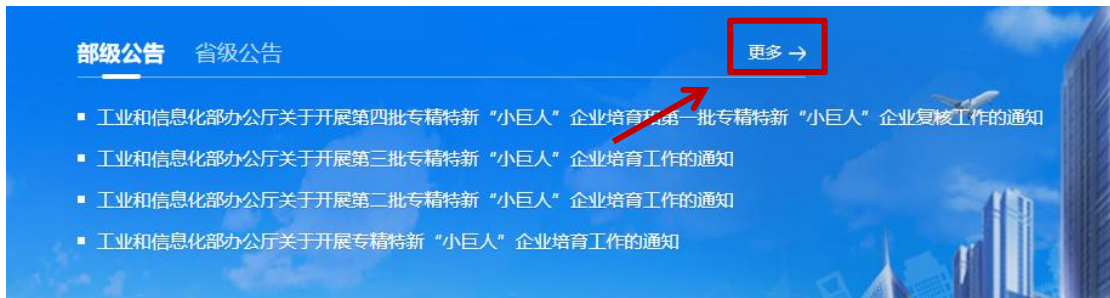 部级公告 省级公告 更多→
工业和信息化部办公厅关于开展第四批专精特新“小巨人”企业培育和第一批专精特新“小巨人”企业复核工作的通知
工业和信息化部办公厅关于开展第三批专精特新“小巨人”企业培育工作的通知
工业和信息化部办公厅关于开展第二批专精特新“小巨人”企业培育工作的通知
工业和信息化部办公厅关于开展专精特新“小巨人”企业培育工作的通知